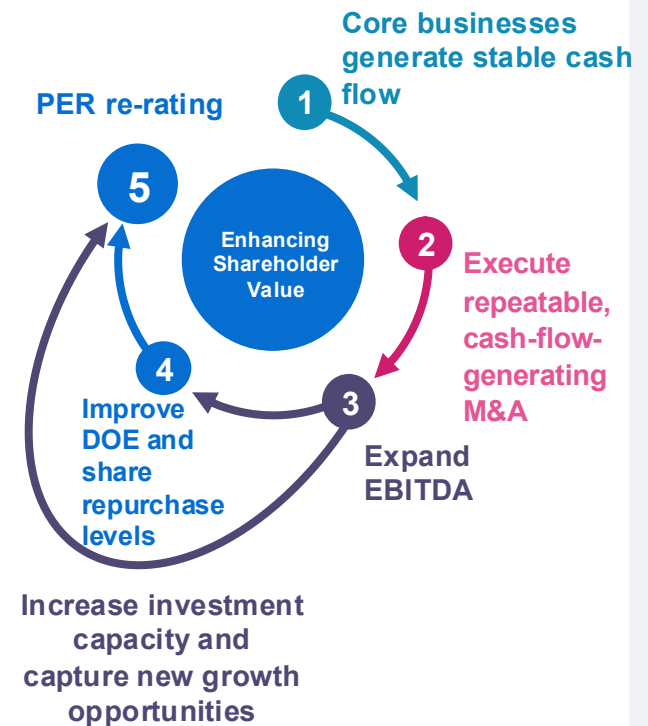 Core businesses
generate stable cash
flow
1
PER re-rating
5
Enhancing
Shareholder
Value
2
Execute
repeatable,
cash-flow-
generating
M&A
4
Improve
DOE and
share
repurchase
levels
3
Expand
EBITDA
Increase investment
capacity and
capture new growth
opportunities